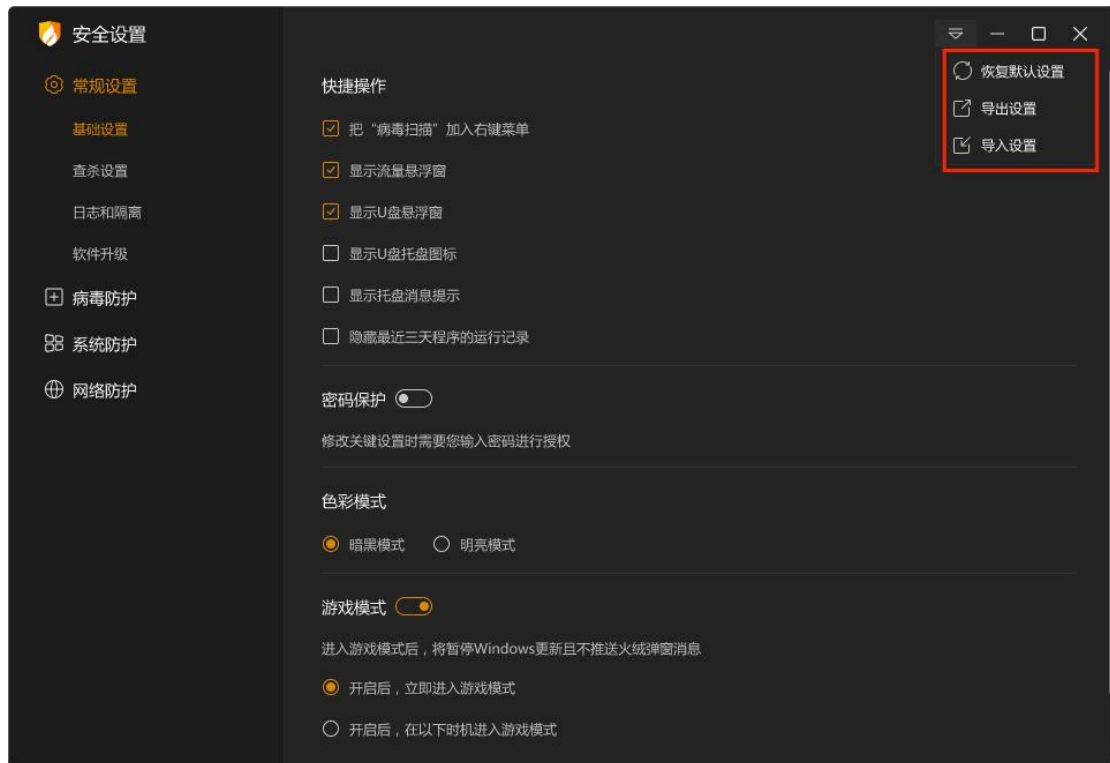 安全设置
常规设置
基础设置
查杀设置
日志和隔离
软件升级
病毒防护
系统防护
网络防护
恢复默认设置
导出设置
导入设置
快捷操作
把“病毒扫描”加入右键菜单
显示流量悬浮窗
显示U盘悬浮窗
显示U盘托盘图标
显示托盘消息提示
隐藏最近三天程序的运行记录
密码保护
修改关键设置时需要您输入密码进行授权
色彩模式
暗黑模式 明亮模式
游戏模式
进入游戏模式后，将暂停Windows更新且不推送火绒弹窗消息
开启后，立即进入游戏模式
开启后，在以下时机进入游戏模式